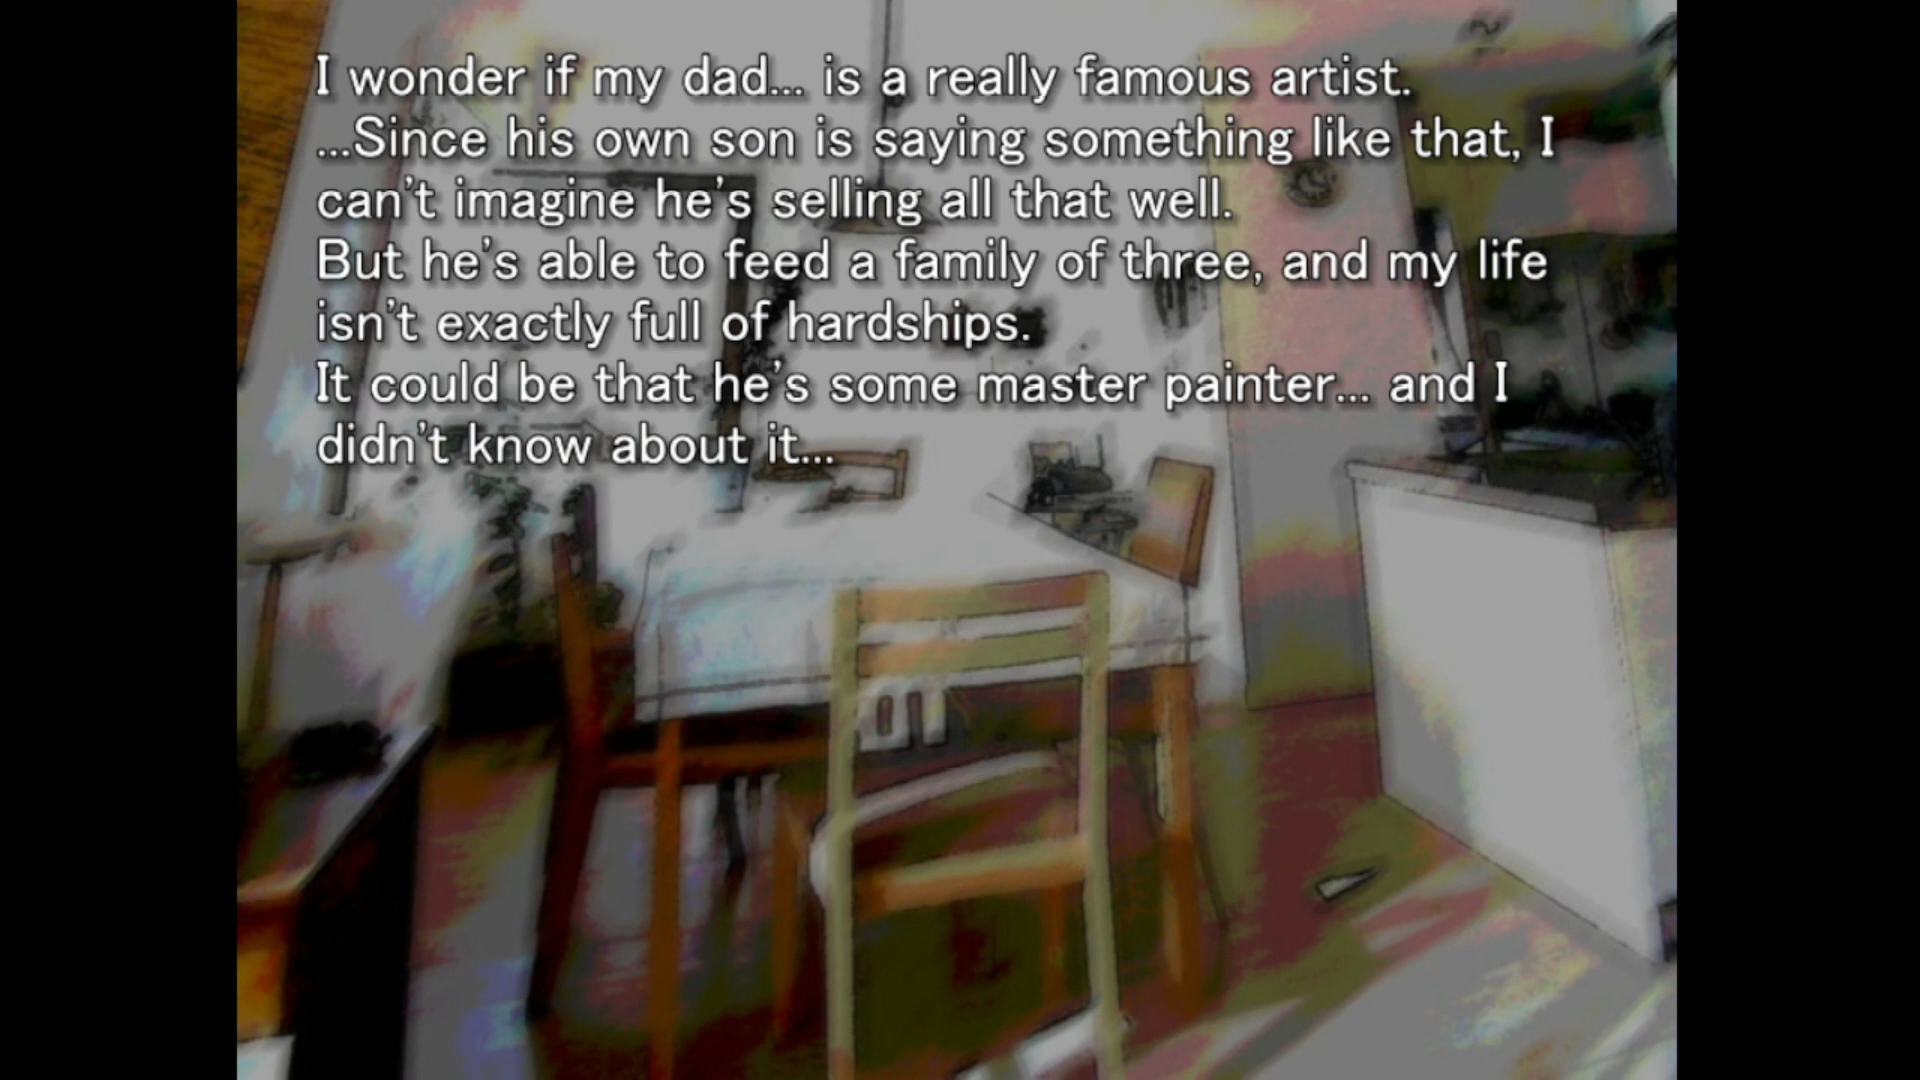 I wonder if my dad... is a really famous artist.
...Since his own son is saying something like that, I
can't imagine he's selling all that well.
But he's able to feed a family of three, and my life
isn't exactly full of hardships.
It could be that he's some master painter... and I
didn't know about it...